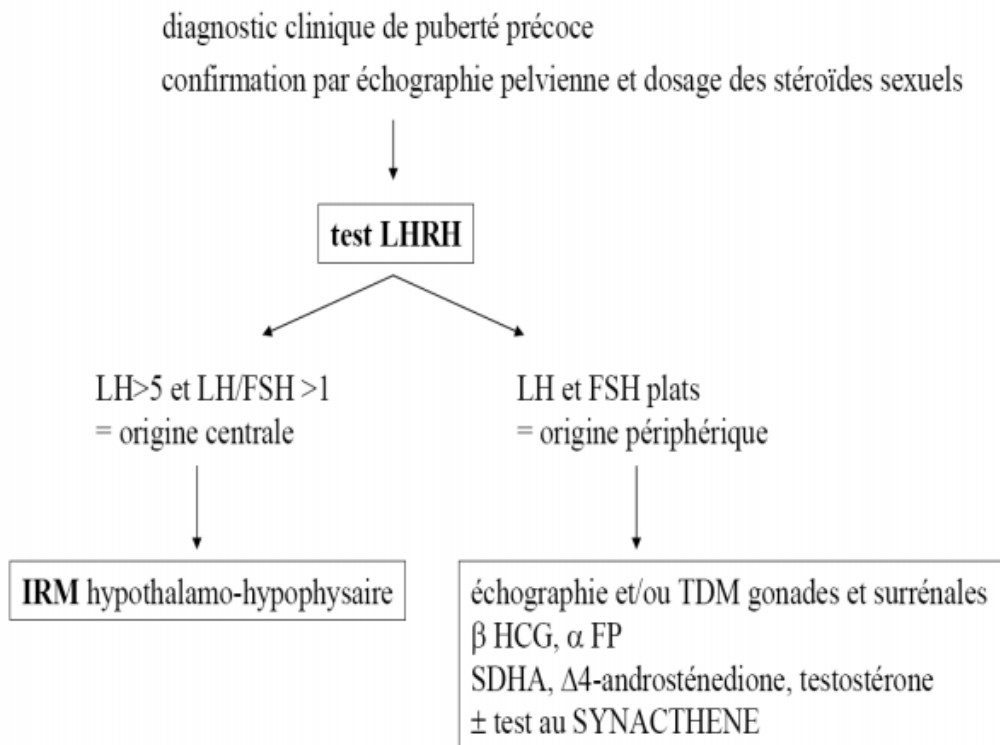 diagnostic clinique de puberté précoce
confirmation par échographie pelvienne et dosage des stéroïdes sexuels
test LHRH
LH>5 et LH/FSH >1
= origine centrale
LH et FSH plats
= origine périphérique
IRM hypothalamo-hypophysaire
échographie et/ou TDM gonades et surrénales
β HCG, α FP
SDHA, Δ4-androsténedione, testostérone
± test au SYNACTHENE